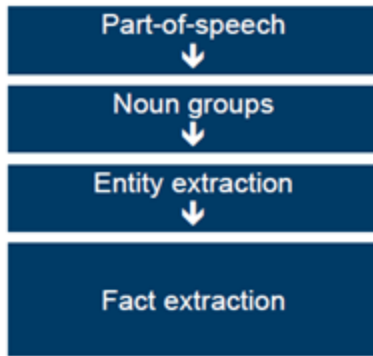 Part-of-speech
Noun groups
Entity extraction
Fact extraction